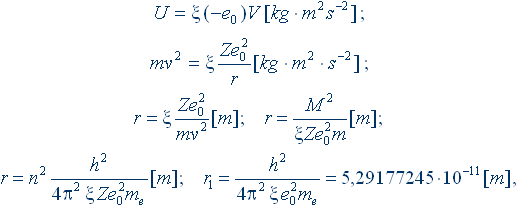 U = ξ(−e₀)V[kg·m²s⁻²];
mv² = ξ Ze₀²/r [kg·m²·s⁻²];
r = ξ Ze₀²/mv² [m];  r = M²/ξZe₀²m [m];
r = n² h²/4π² ξZe₀²mₑ [m];  r₁ = h²/4π² ξe₀²mₑ = 5,29177245·10⁻¹¹[m],